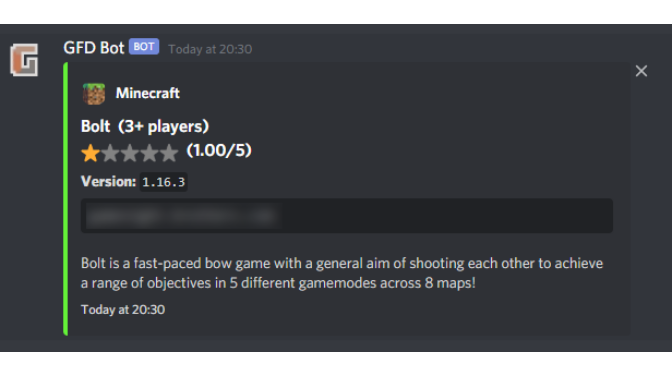 GFD Bot BOT Today at 20:30
Minecraft
Bolt (3+ players)
(1.00/5)
Version: 1.16.3
Bolt is a fast-paced bow game with a general aim of shooting each other to achieve
a range of objectives in 5 different gamemodes across 8 maps!
Today at 20:30